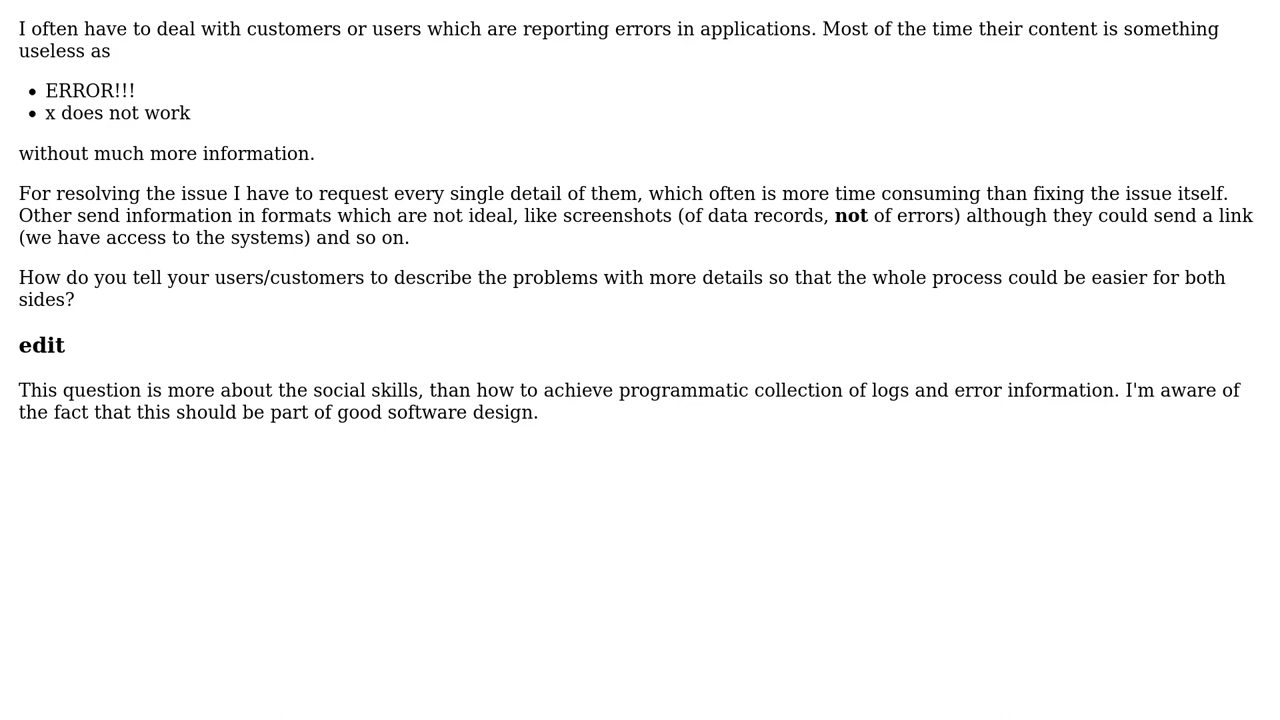 I often have to deal with customers or users which are reporting errors in applications. Most of the time their content is something
useless as
• ERROR!!!
• x does not work
without much more information.
For resolving the issue I have to request every single detail of them, which often is more time consuming than fixing the issue itself.
Other send information in formats which are not ideal, like screenshots (of data records, not of errors) although they could send a link
(we have access to the systems) and so on.
How do you tell your users/customers to describe the problems with more details so that the whole process could be easier for both
sides?
edit
This question is more about the social skills, than how to achieve programmatic collection of logs and error information. I'm aware of
the fact that this should be part of good software design.